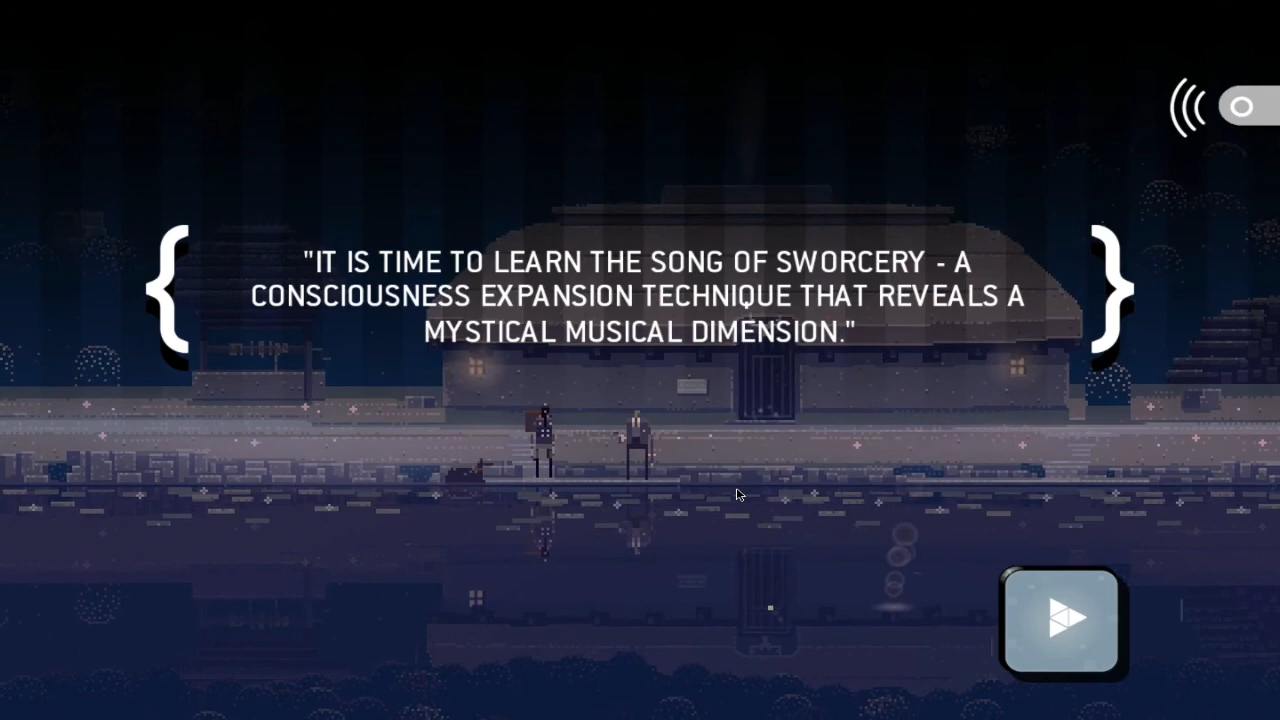 "IT IS TIME TO LEARN THE SONG OF SWORCERY - A
CONSCIOUSNESS EXPANSION TECHNIQUE THAT REVEALS A
MYSTICAL MUSICAL DIMENSION."